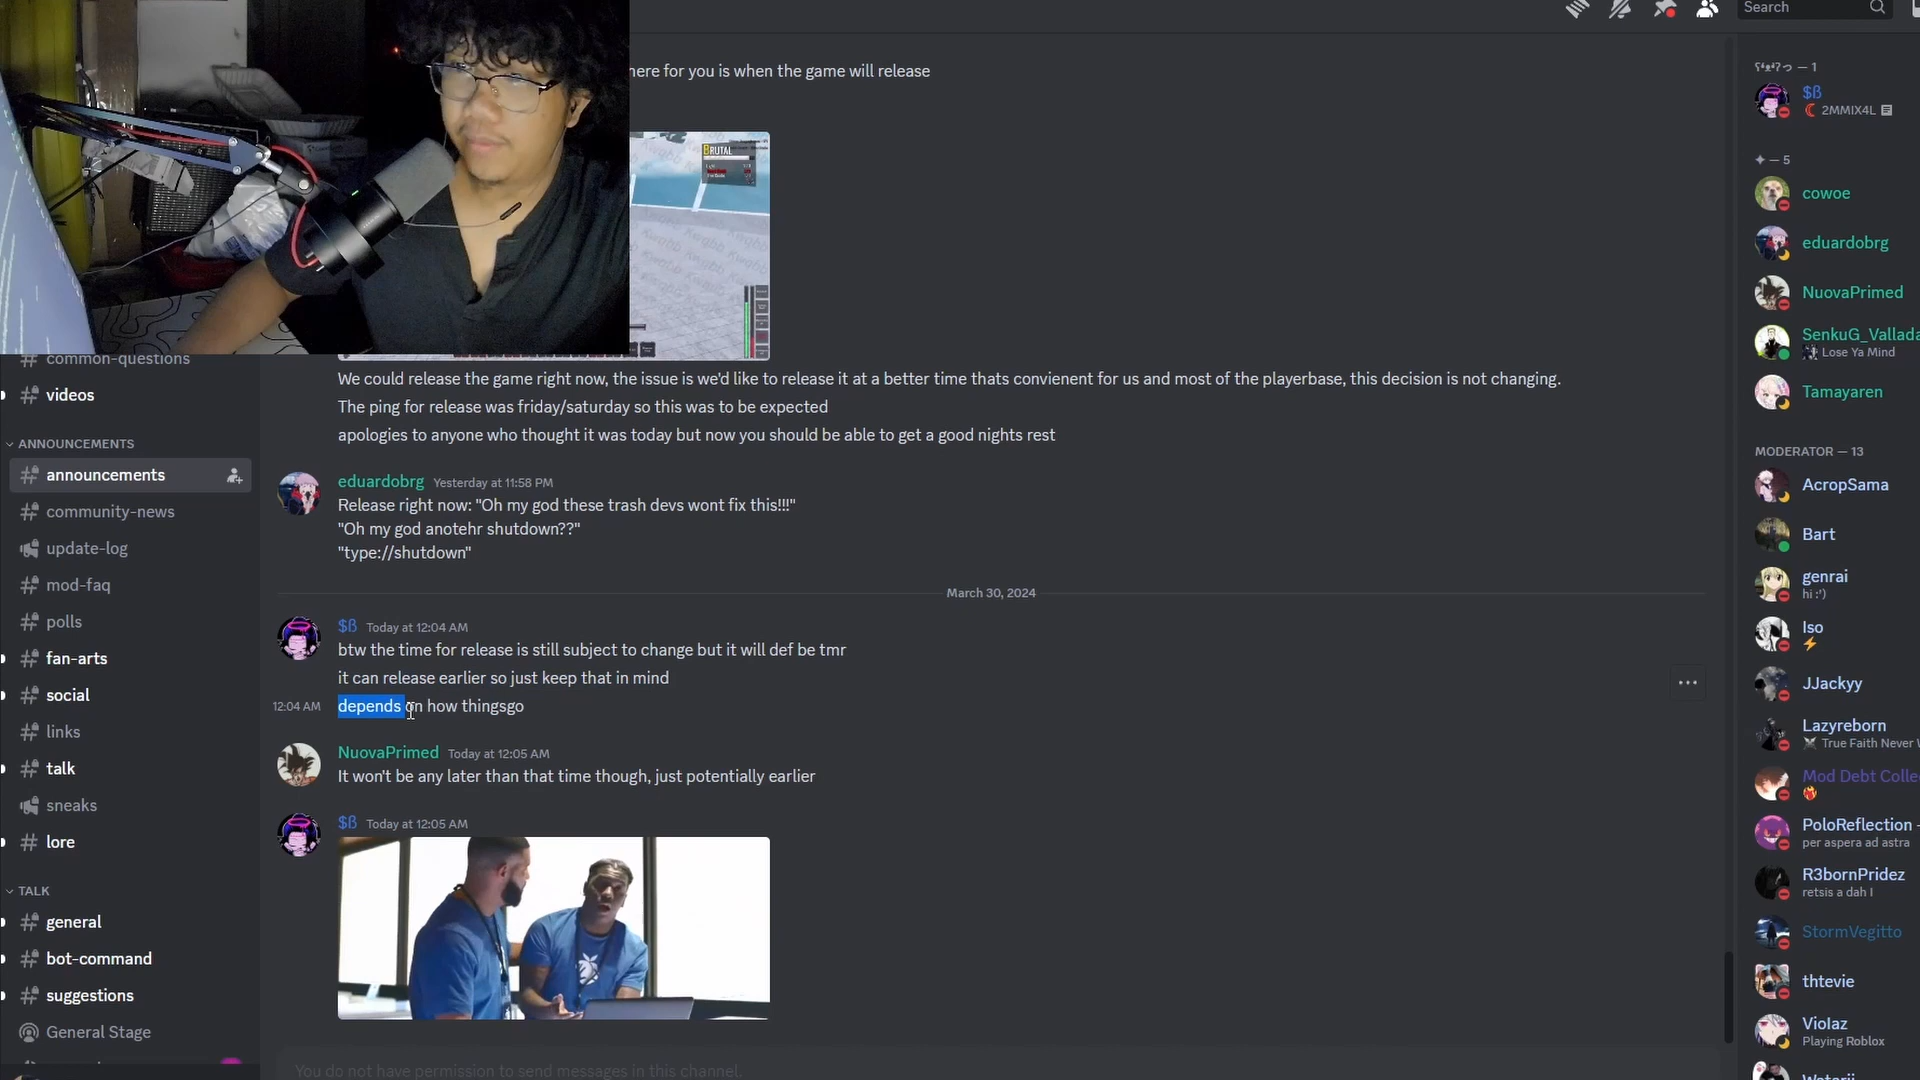 Search
here for you is when the game will release
BRUTAL
common-questions
videos
ANNOUNCEMENTS
announcements
community-news
update-log
mod-faq
polls
fan-arts
social
links
talk
sneaks
lore
TALK
general
bot-command
suggestions
General Stage
We could release the game right now, the issue is we'd like to release it at a better time thats convienent for us and most of the playerbase, this decision is not changing.
The ping for release was friday/saturday so this was to be expected
apologies to anyone who thought it was today but now you should be able to get a good nights rest
eduardobrg Yesterday at 11:58 PM
Release right now: "Oh my god these trash devs wont fix this!!!"
"Oh my god anotehr shutdown??"
"type://shutdown"
March 30, 2024
$ß Today at 12:04 AM
btw the time for release is still subject to change but it will def be tmr
it can release earlier so just keep that in mind
12:04 AM depends on how thingsgo
NuovaPrimed Today at 12:05 AM
It won't be any later than that time though, just potentially earlier
$ß Today at 12:05 AM
You do not have permission to send messages in this channel.
— 1
$ß
2MMIX4L
✦ — 5
cowoe
eduardobrg
NuovaPrimed
SenkuG_Vallada
Lose Ya Mind
Tamayaren
MODERATOR — 13
AcropSama
Bart
genrai
hi :')
Iso
JJackyy
Lazyreborn
True Faith Never
Mod Debt Colle
PoloReflection
per aspera ad astra
R3bornPridez
retsis a dah I
StormVegitto
thtevie
Violaz
Playing Roblox